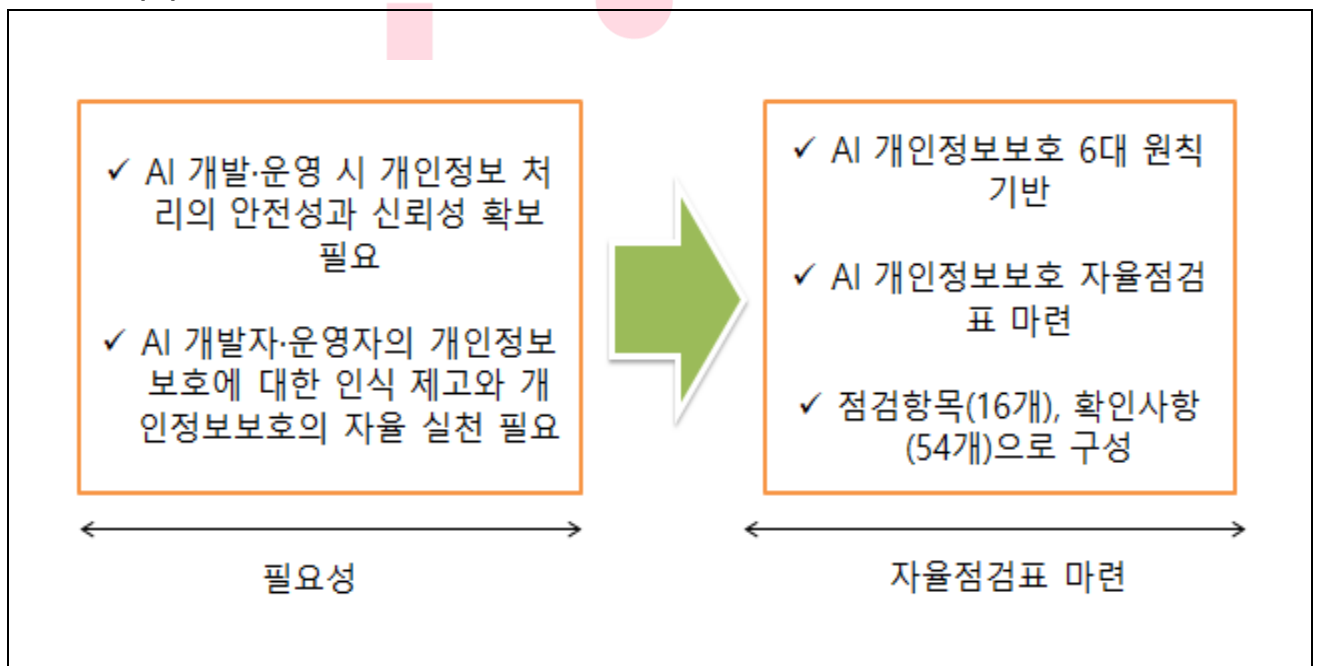 ✓ AI 개발·운영 시 개인정보 처
리의 안전성과 신뢰성 확보
필요
✓ AI 개발자·운영자의 개인정보
보호에 대한 인식 제고와 개
인정보보호의 자율 실천 필요
필요성
✓ AI 개인정보보호 6대 원칙
기반
✓ AI 개인정보보호 자율점검
표 마련
✓ 점검항목(16개), 확인사항
(54개)으로 구성
자율점검표 마련